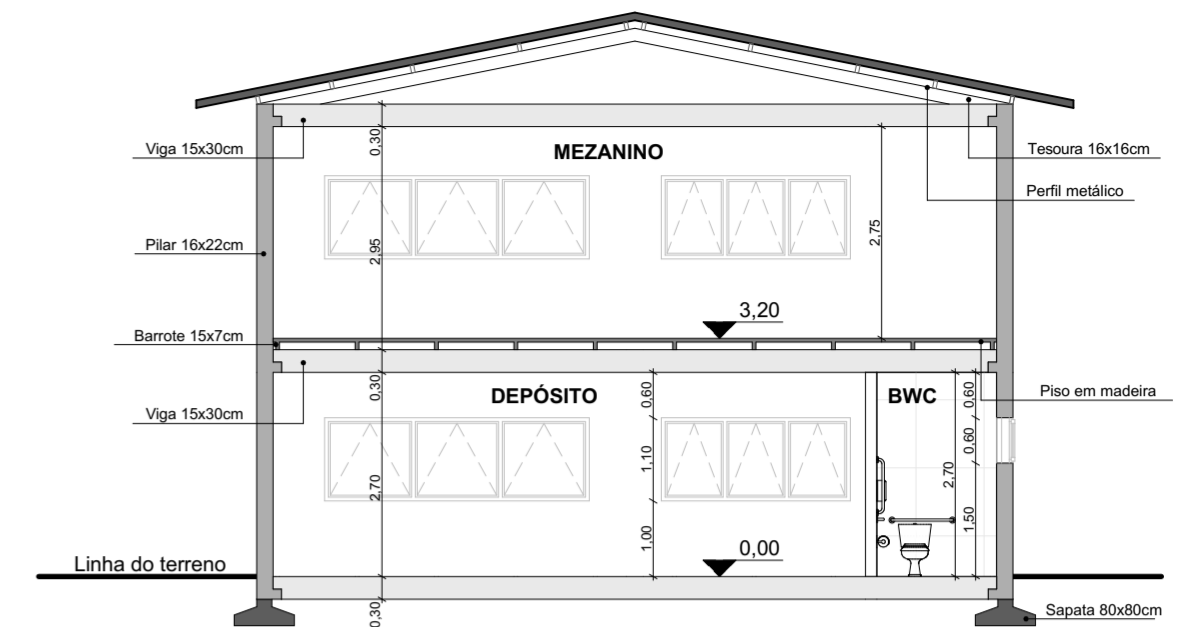 Viga 15x30cm
0,30
MEZANINO
Tesoura 16x16cm
Perfil metálico
Pilar 16x22cm
2,95
2,75
3,20
Barrote 15x7cm
0,30
DEPÓSITO
0,60
BWC
0,60
Piso em madeira
Viga 15x30cm
1,10
0,60
2,70
2,70
1,00
1,50
0,00
Linha do terreno
0,30
Sapata 80x80cm